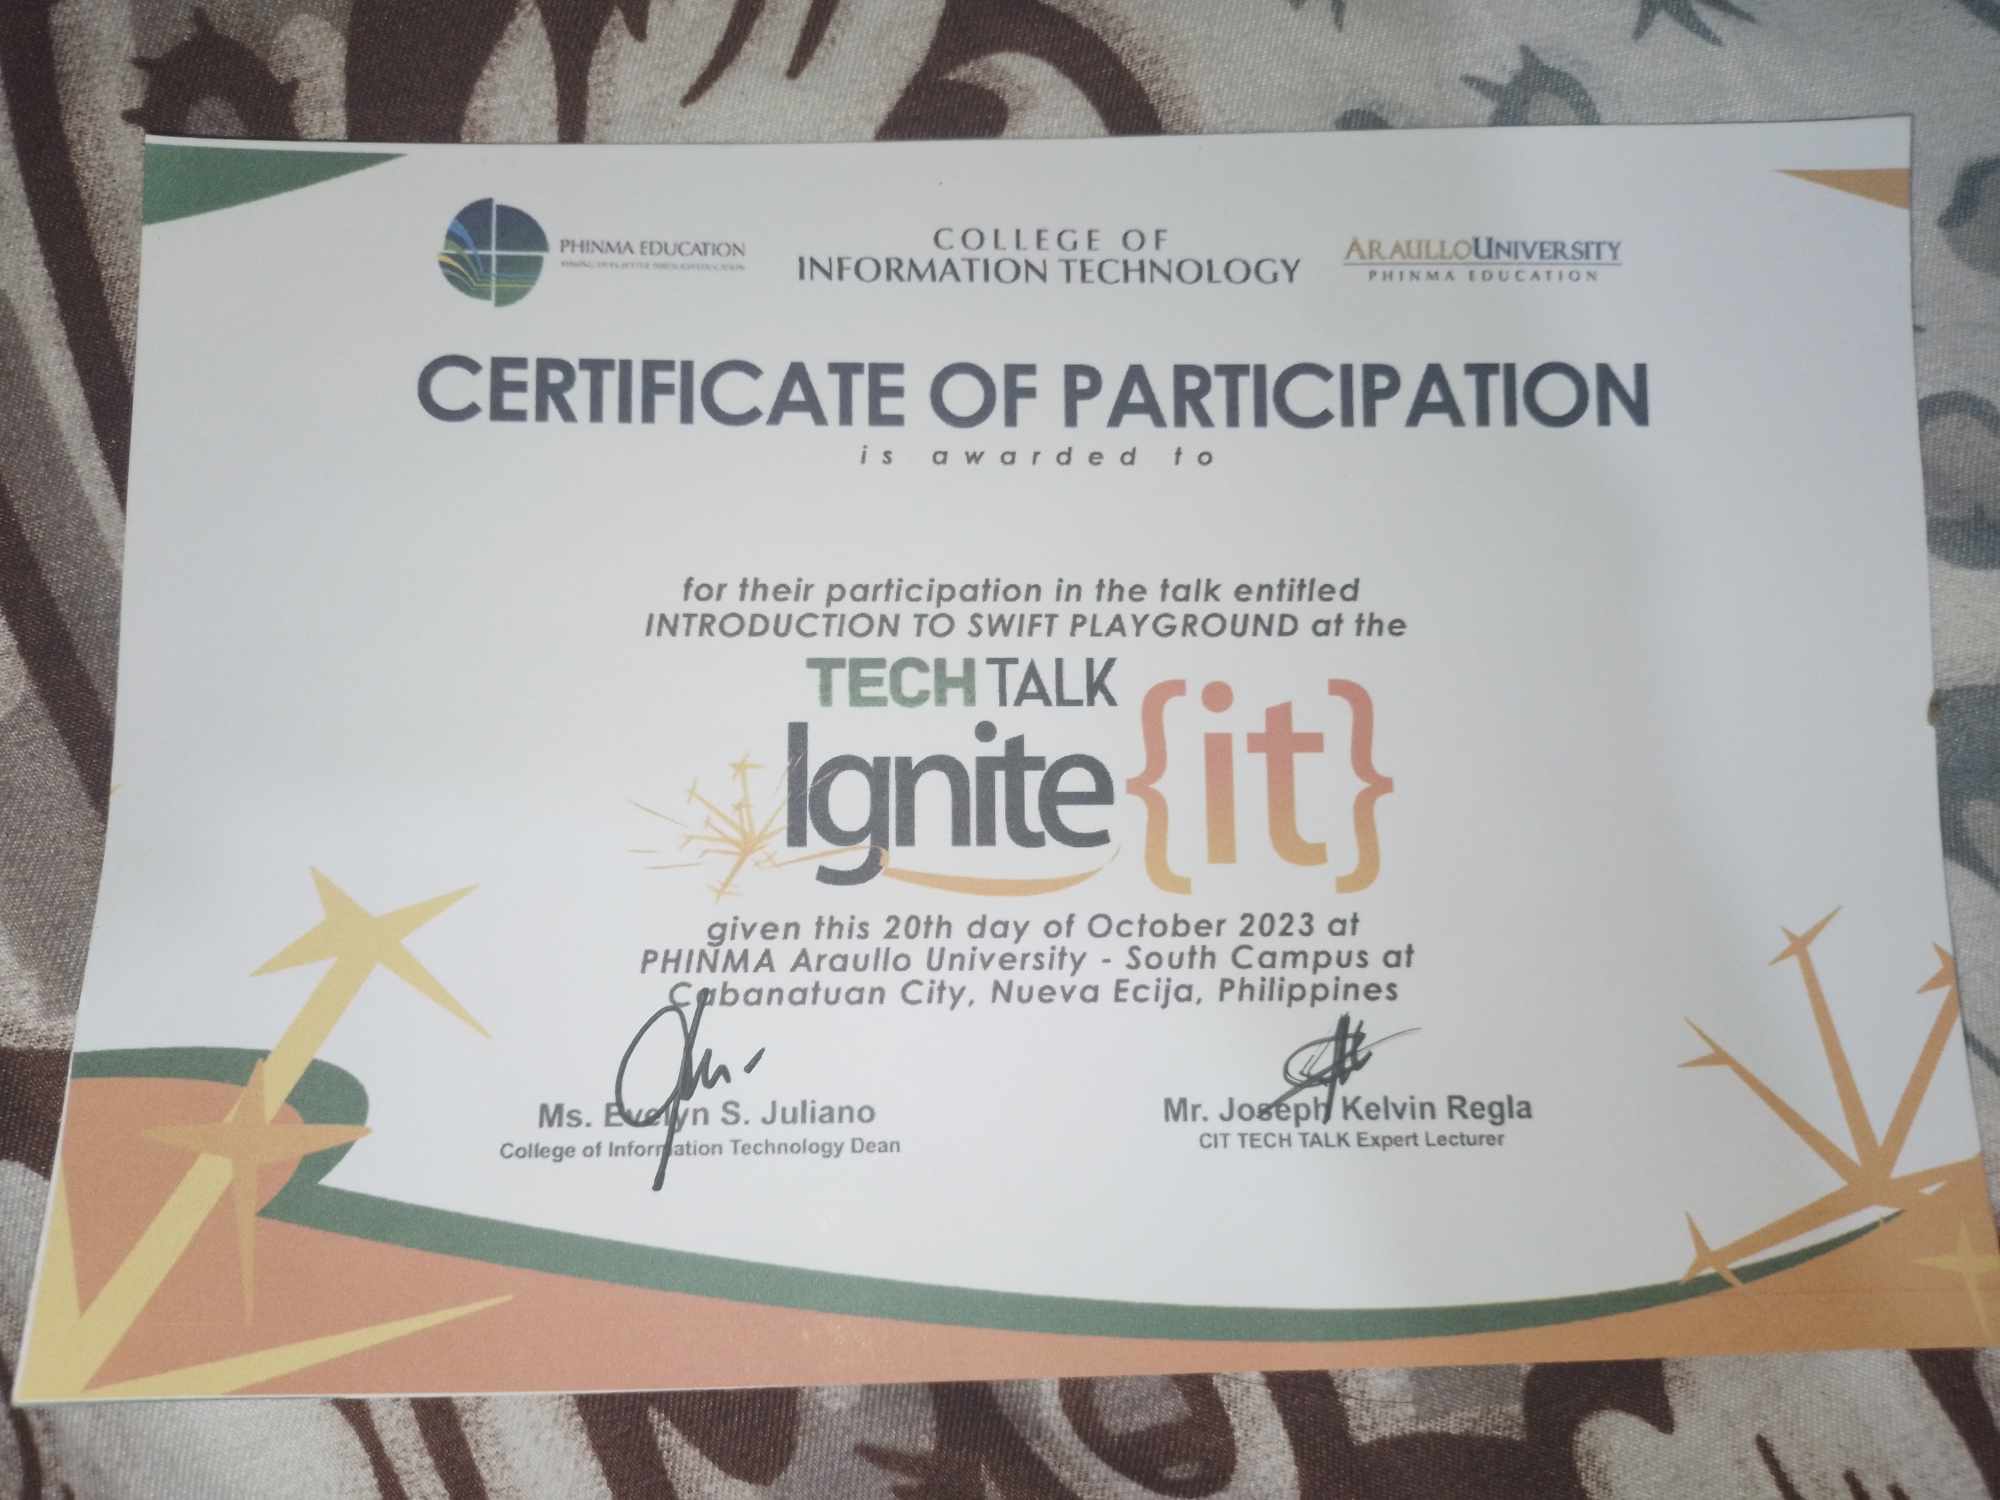 PHINMA EDUCATION
COLLEGE OF
INFORMATION TECHNOLOGY
ARAULLOUNIVERSITY
PHINMA EDUCATION
CERTIFICATE OF PARTICIPATION
is awarded to
for their participation in the talk entitled
INTRODUCTION TO SWIFT PLAYGROUND at the
TECH TALK
Ignite {it}
given this 20th day of October 2023 at
PHINMA Araullo University - South Campus at
Cabanatuan City, Nueva Ecija, Philippines
Ms. Evelyn S. Juliano
College of Information Technology Dean
Mr. Joseph Kelvin Regla
CIT TECH TALK Expert Lecturer